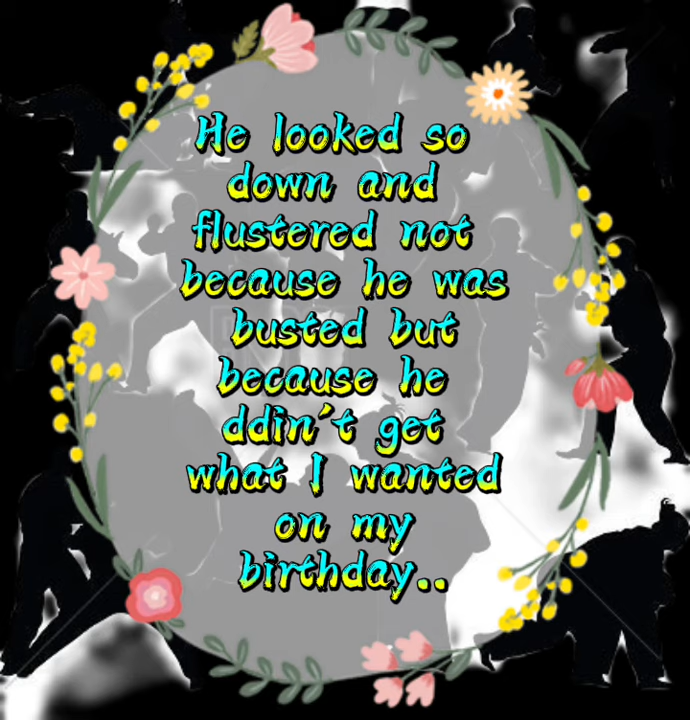 He looked so
down and
flustered not
because he was
busted but
because he
ddin't get
what I wanted
on my
birthday..